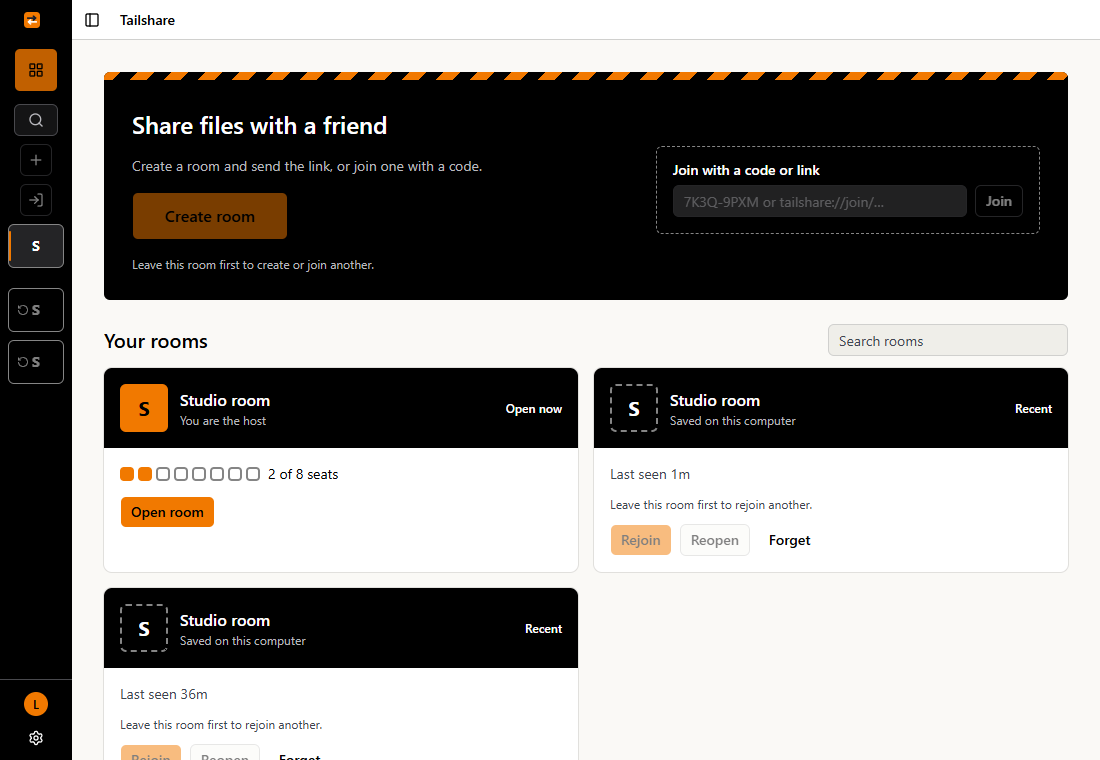 Tailshare
Share files with a friend
Create a room and send the link, or join one with a code.
Create room
Leave this room first to create or join another.
Join with a code or link
7K3Q-9PXM or tailshare://join/...
Join
S
S
S
Your rooms
Search rooms
S
Studio room
You are the host
Open now
2 of 8 seats
Open room
S
Studio room
Saved on this computer
Recent
Last seen 1m
Leave this room first to rejoin another.
Rejoin
Reopen
Forget
S
Studio room
Saved on this computer
Recent
Last seen 36m
Leave this room first to rejoin another.
Rejoin
Reopen
Forget
L